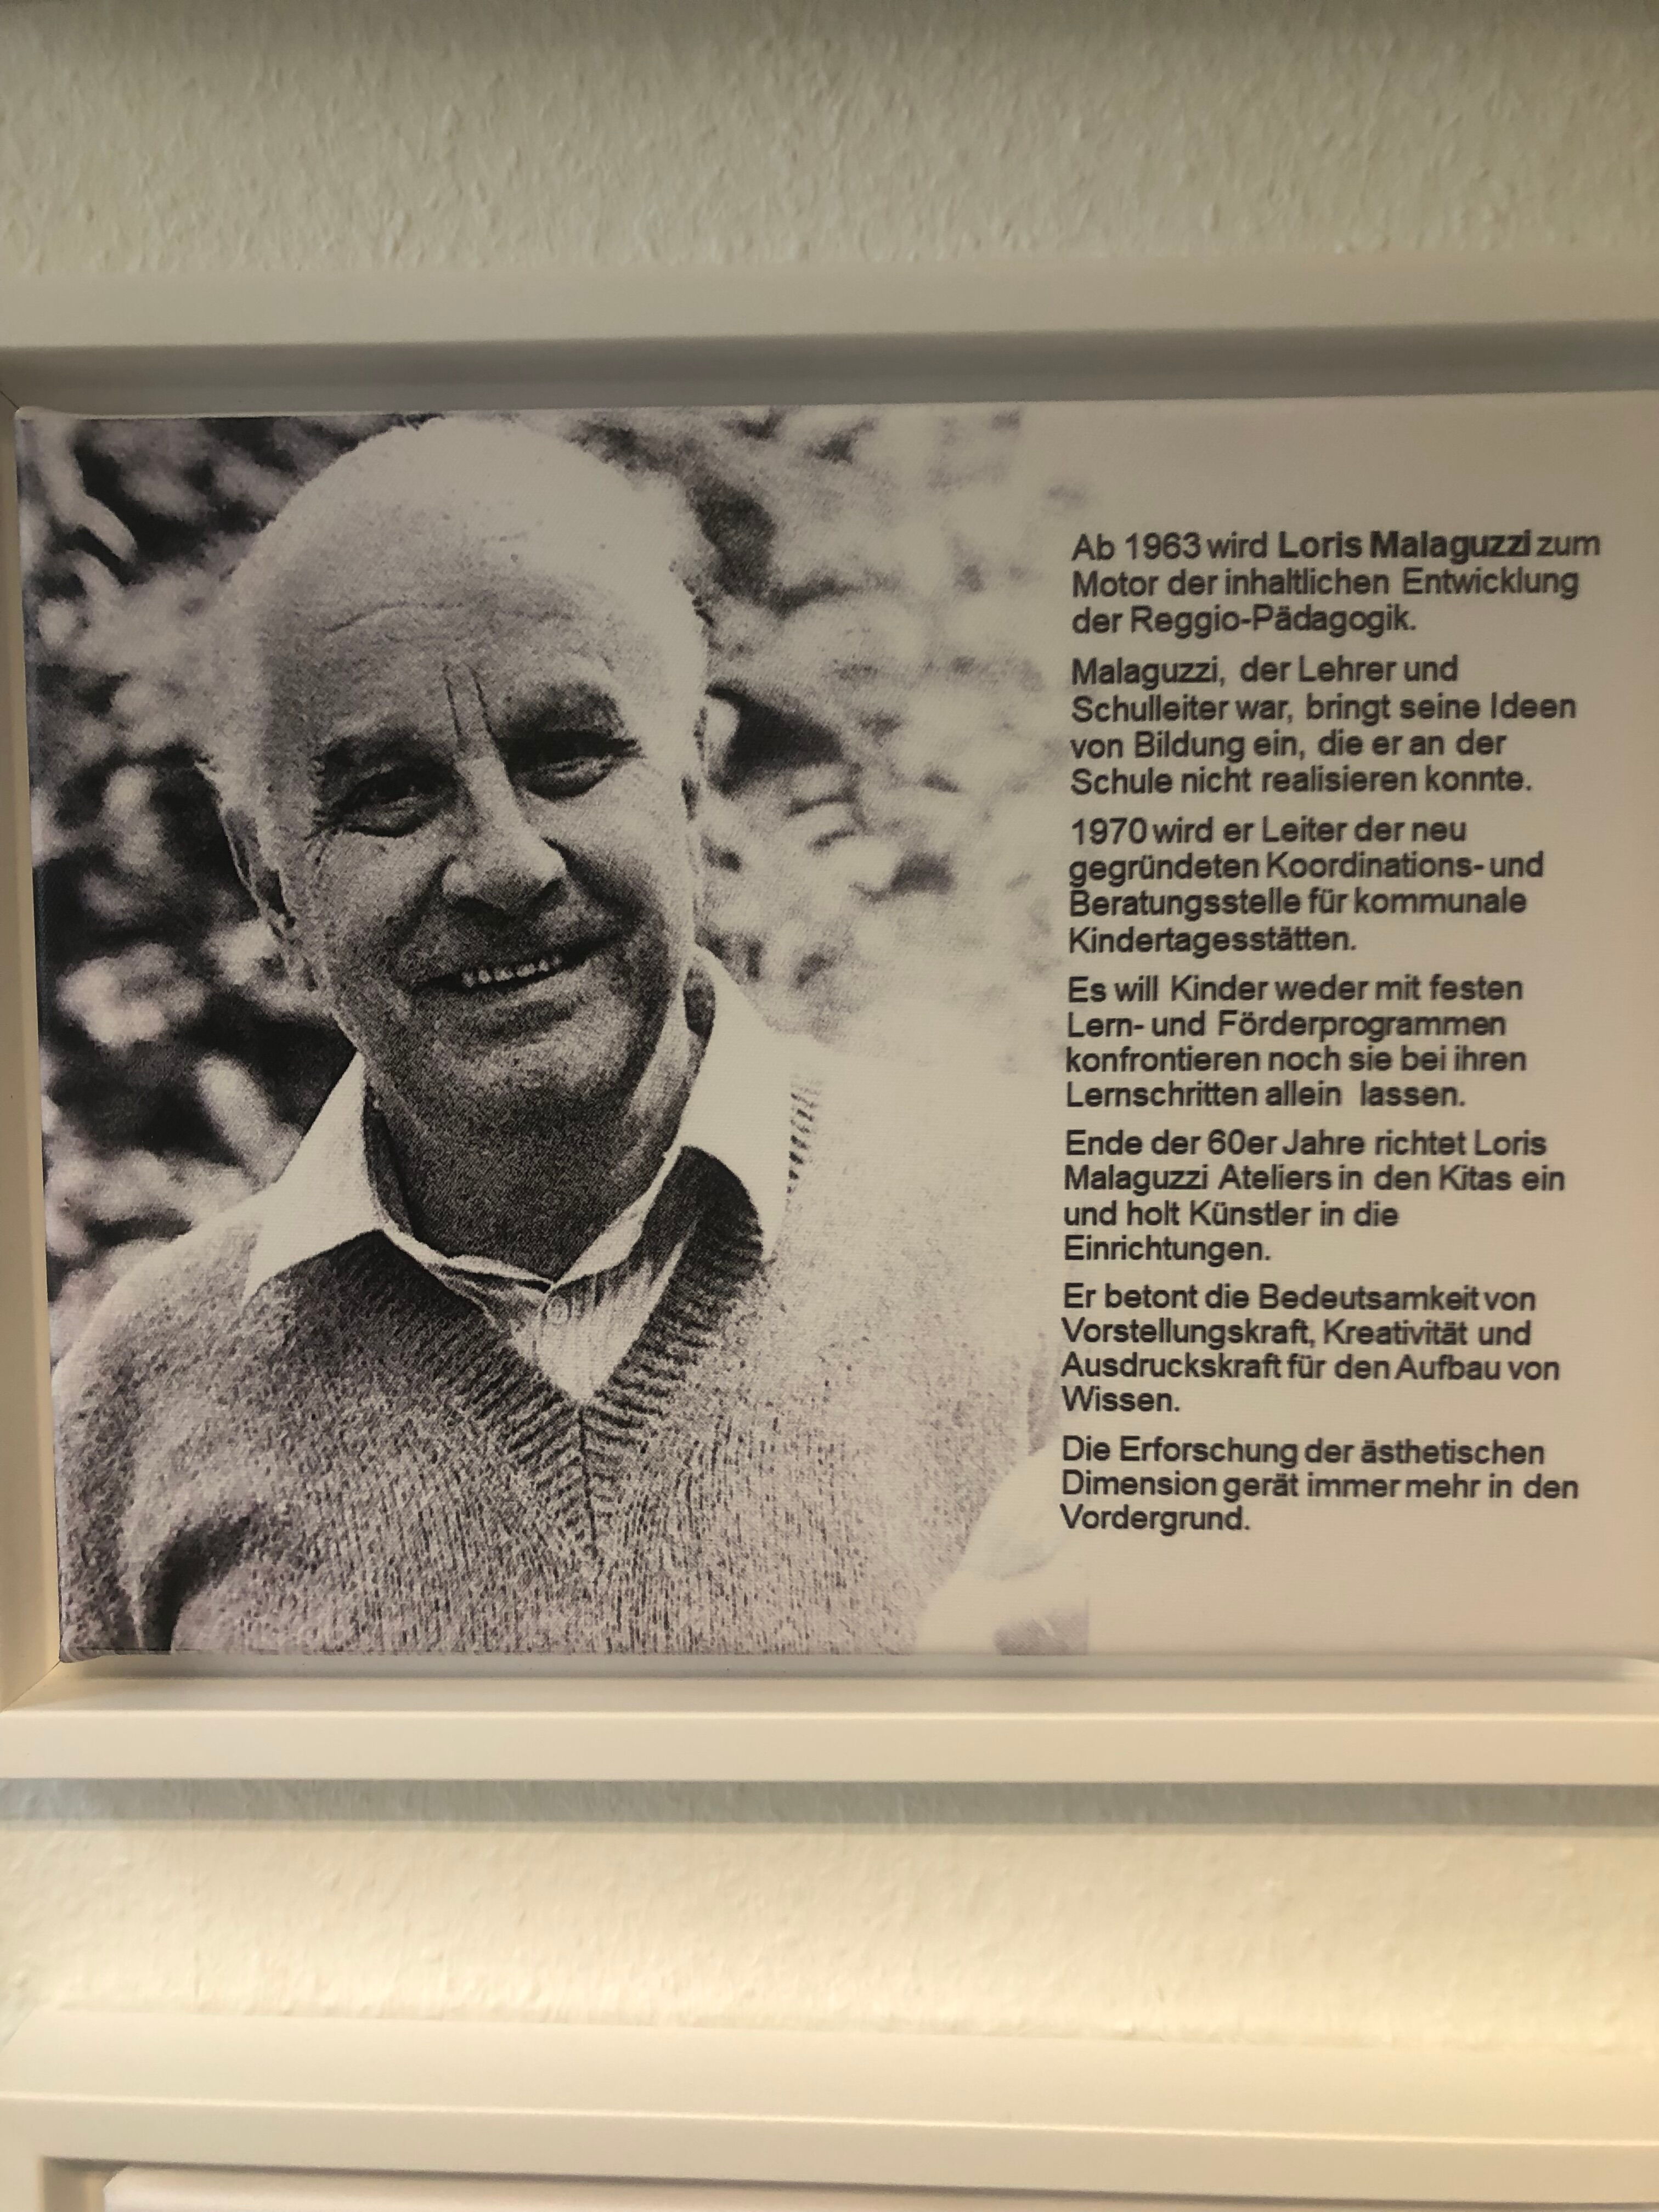 Ab 1963 wird Loris Malaguzzi zum
Motor der inhaltlichen Entwicklung
der Reggio-Pädagogik.
Malaguzzi, der Lehrer und
Schulleiter war, bringt seine Ideen
von Bildung ein, die er an der
Schule nicht realisieren konnte.
1970 wird er Leiter der neu
gegründeten Koordinations- und
Beratungsstelle für kommunale
Kindertagesstätten.
Es will Kinder weder mit festen
Lern- und Förderprogrammen
konfrontieren noch sie bei ihren
Lernschritten allein lassen.
Ende der 60er Jahre richtet Loris
Malaguzzi Ateliers in den Kitas ein
und holt Künstler in die
Einrichtungen.
Er betont die Bedeutsamkeit von
Vorstellungskraft, Kreativität und
Ausdruckskraft für den Aufbau von
Wissen.
Die Erforschung der ästhetischen
Dimension gerät immer mehr in den
Vordergrund.